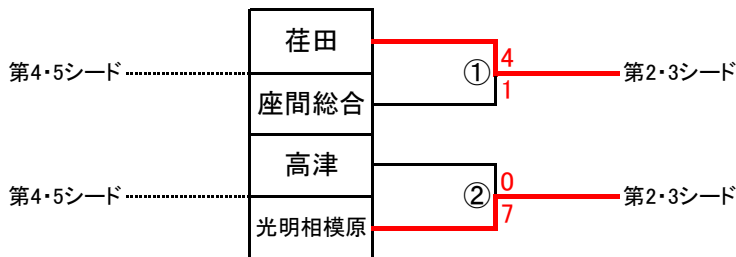 荏田
第4・5シード
① 4
第2・3シード
1
座間総合
高津
第4・5シード
② 0
第2・3シード
7
光明相模原